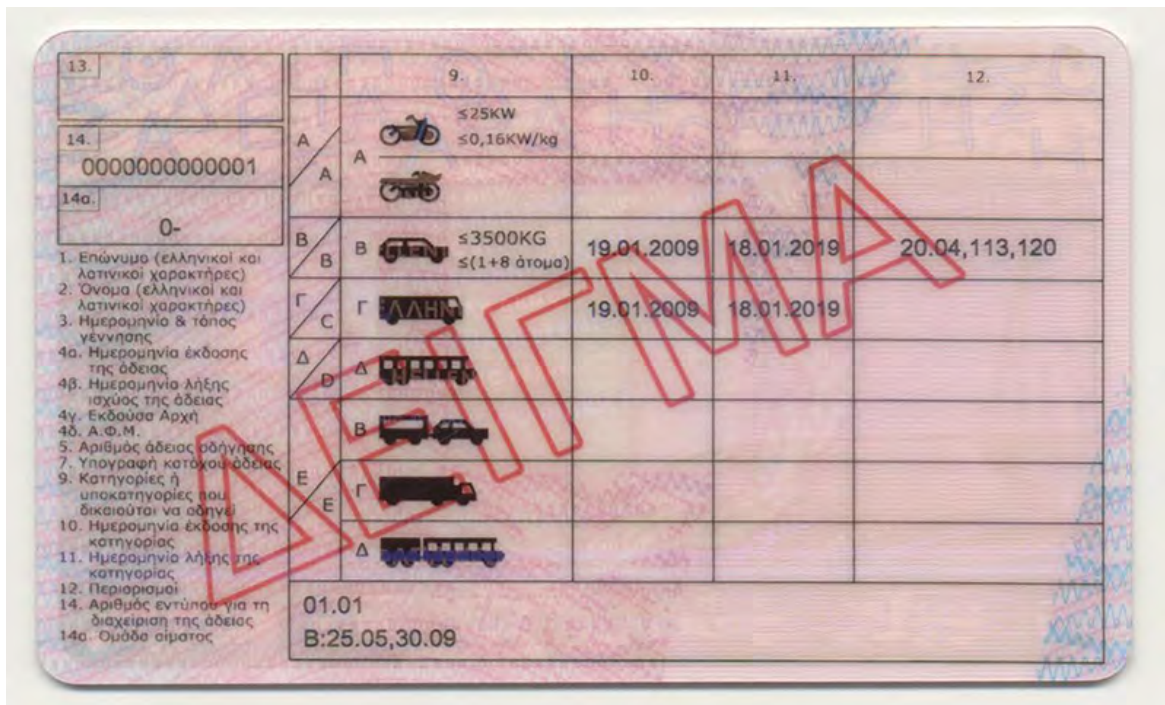 13.
14.
0000000000001
14α.
0-
1. Επώνυμο (ελληνικοί και
λατινικοί χαρακτήρες)
2. Όνομα (ελληνικοί και
λατινικοί χαρακτήρες)
3. Ημερομηνία & τόπος
γέννησης
4α. Ημερομηνία έκδοσης
της άδειας
4β. Ημερομηνία λήξης
ισχύος της άδειας
4γ. Εκδούσα Αρχή
4δ. Α.Φ.Μ.
5. Αριθμός άδειας οδήγησης
7. Υπογραφή κατόχου άδειας
9. Κατηγορίες ή
υποκατηγορίες που
δικαιούται να οδηγεί
10. Ημερομηνία έκδοσης της
κατηγορίας
11. Ημερομηνία λήξης της
κατηγορίας
12. Περιορισμοί
14. Αριθμός εντύπου για τη
διαχείριση της άδειας
14α. Ομάδα αίματος
9. 10. 11. 12.
A A A ≤25KW
≤0,16KW/kg
B B B ≤3500KG 19.01.2009 18.01.2019 20.04,113,120
≤(1+8 άτομα)
Γ C Γ 19.01.2009 18.01.2019
Δ D Δ
B
E E Γ
Δ
01.01
B:25.05,30.09
ΔΕΙΓΜΑ